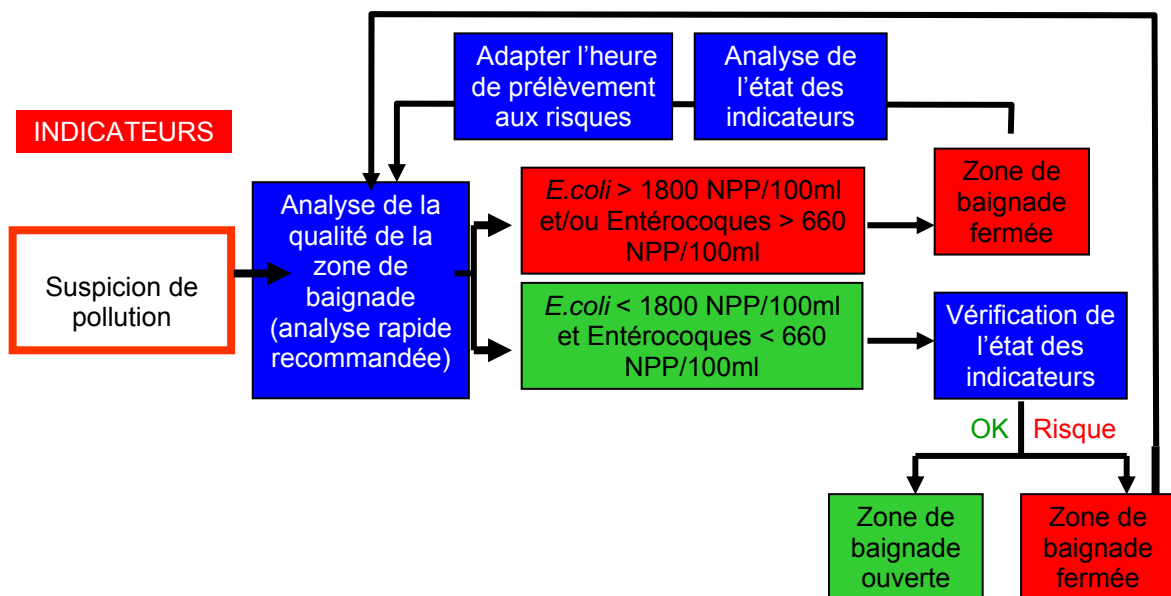 Adapter l'heure
de prélèvement
aux risques
Analyse de
l'état des
indicateurs
INDICATEURS
Suspicion de
pollution
Analyse de la
qualité de la
zone de
baignade
(analyse rapide
recommandée)
E.coli > 1800 NPP/100ml
et/ou Entérocoques > 660
NPP/100ml
Zone de
baignade
fermée
E.coli < 1800 NPP/100ml
et Entérocoques < 660
NPP/100ml
Vérification de
l'état des
indicateurs
OK Risque
Zone de
baignade
ouverte
Zone de
baignade
fermée